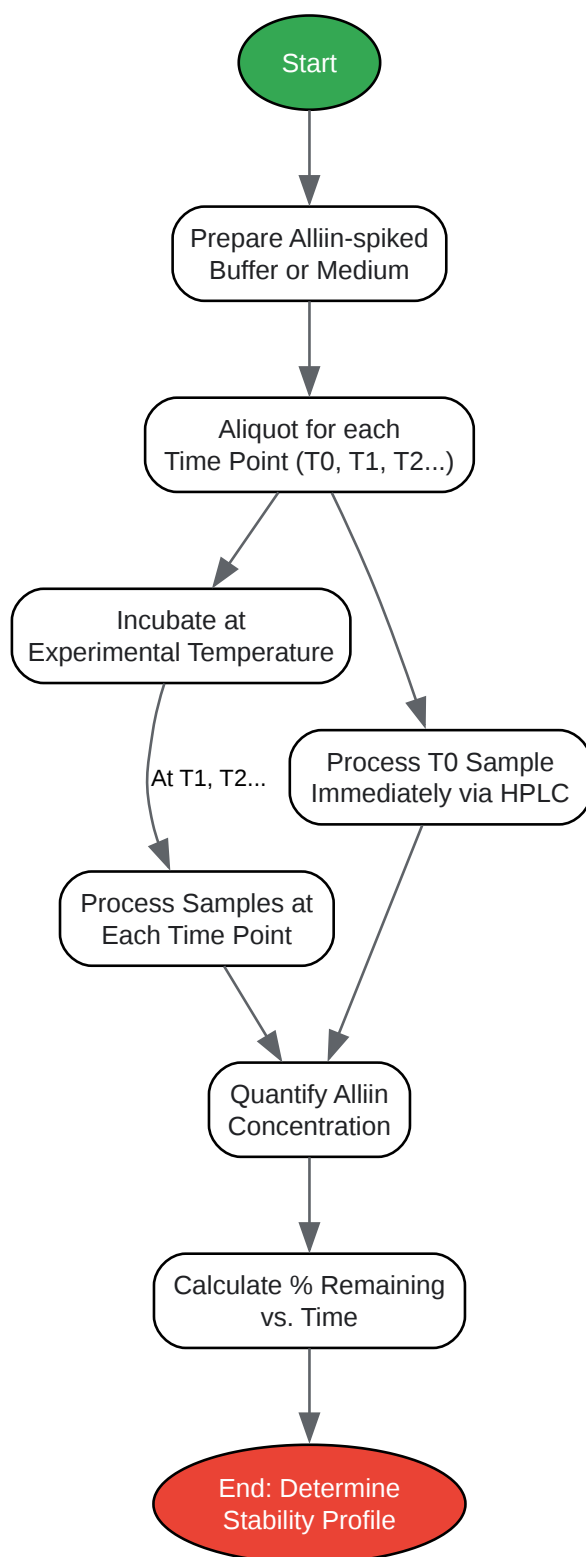 Start
Prepare Alliin-spiked
Buffer or Medium
Aliquot for each
Time Point (T0, T1, T2...)
Incubate at
Experimental Temperature
Process T0 Sample
Immediately via HPLC
At T1, T2...
Process Samples at
Each Time Point
Quantify Alliin
Concentration
Calculate % Remaining
vs. Time
End: Determine
Stability Profile